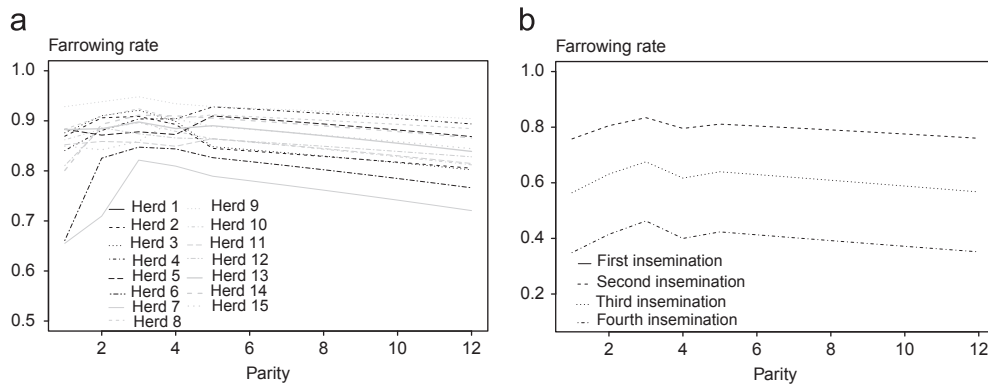 a
Farrowing rate
1.0
0.9
0.8
0.7
0.6
0.5
Herd 1
Herd 2
Herd 3
Herd 4
Herd 5
Herd 6
Herd 7
Herd 8
Herd 9
Herd 10
Herd 11
Herd 12
Herd 13
Herd 14
Herd 15
2 4 6 8 10 12
Parity
b
Farrowing rate
1.0
0.8
0.6
0.4
0.2
First insemination
Second insemination
Third insemination
Fourth insemination
2 4 6 8 10 12
Parity